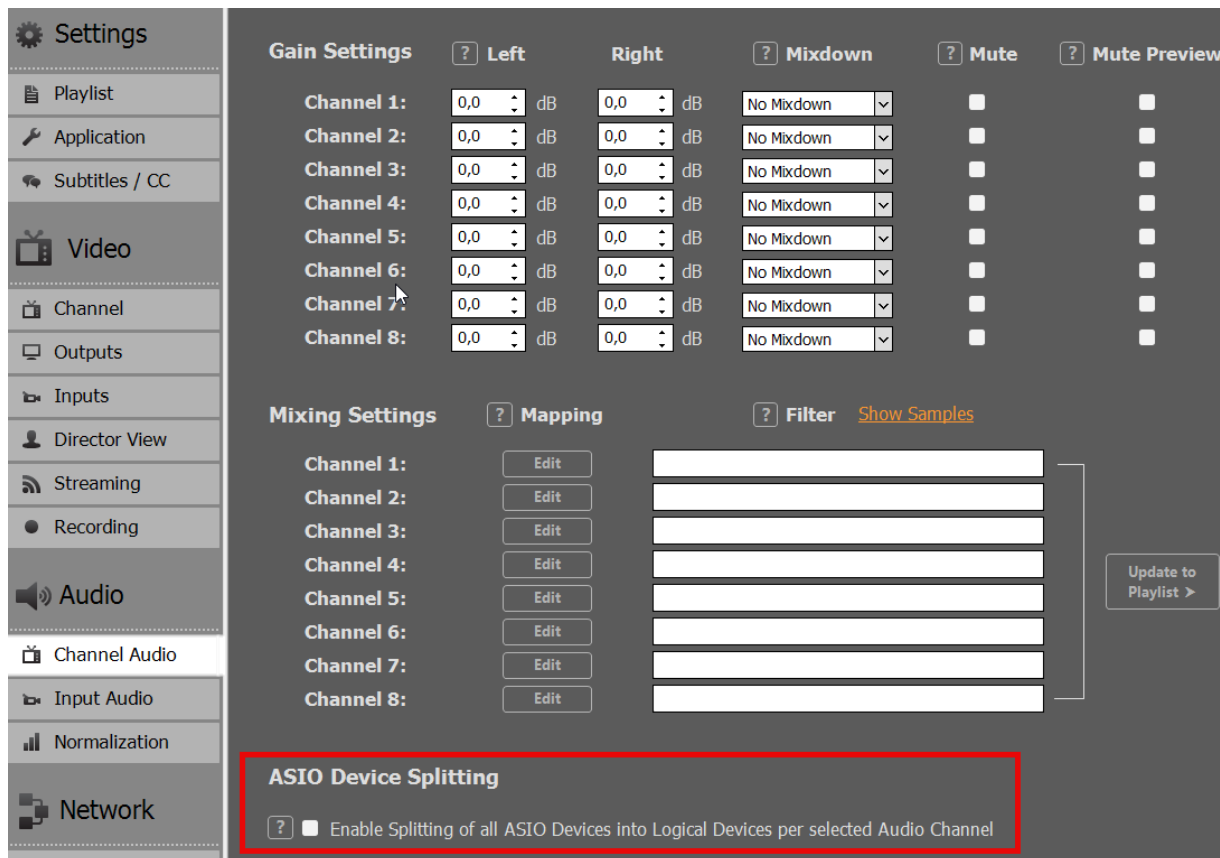 Settings
Playlist
Application
Subtitles / CC
Video
Channel
Outputs
Inputs
Director View
Streaming
Recording
Audio
Channel Audio
Input Audio
Normalization
Network
Gain Settings ? Left Right ? Mixdown ? Mute ? Mute Preview
Channel 1: 0,0 dB 0,0 dB No Mixdown
Channel 2: 0,0 dB 0,0 dB No Mixdown
Channel 3: 0,0 dB 0,0 dB No Mixdown
Channel 4: 0,0 dB 0,0 dB No Mixdown
Channel 5: 0,0 dB 0,0 dB No Mixdown
Channel 6: 0,0 dB 0,0 dB No Mixdown
Channel 7: 0,0 dB 0,0 dB No Mixdown
Channel 8: 0,0 dB 0,0 dB No Mixdown
Mixing Settings ? Mapping ? Filter Show Samples
Channel 1: Edit
Channel 2: Edit
Channel 3: Edit
Channel 4: Edit
Channel 5: Edit
Channel 6: Edit
Channel 7: Edit
Channel 8: Edit
Update to
Playlist ➤
ASIO Device Splitting
? Enable Splitting of all ASIO Devices into Logical Devices per selected Audio Channel